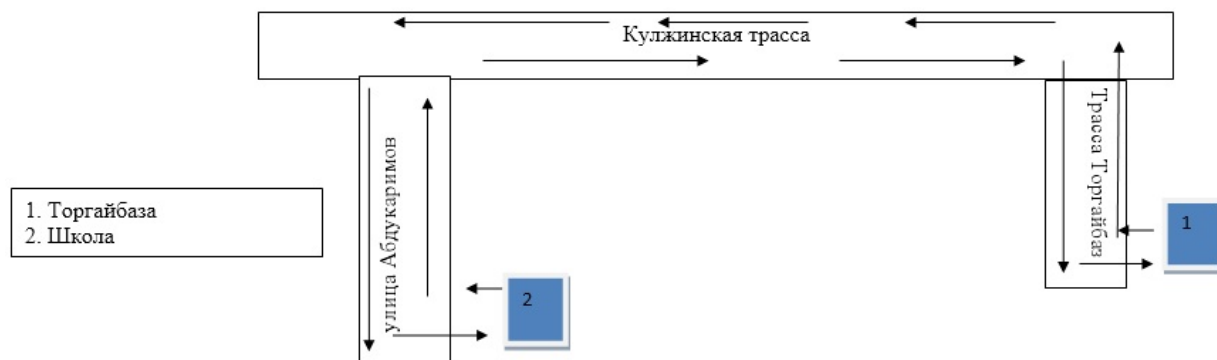 Кулжинская трасса
Трасса Торгайбаз
1. Торгайбаза
2. Школа
улица Абдукаримов
1
2